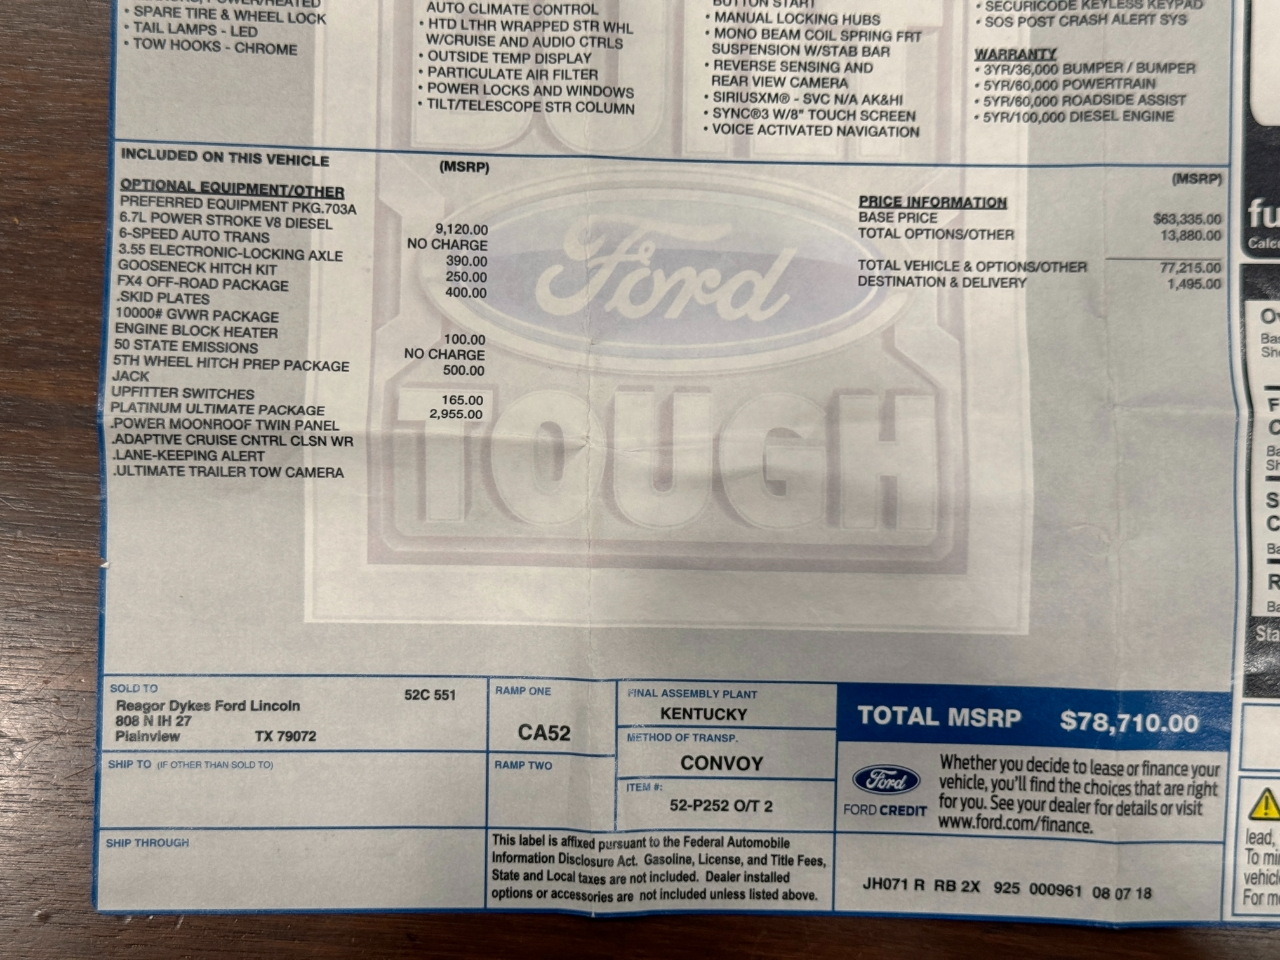 • SPARE TIRE & WHEEL LOCK
• TAIL LAMPS - LED
• TOW HOOKS - CHROME
AUTO CLIMATE CONTROL
• HTD LTHR WRAPPED STR WHL
W/CRUISE AND AUDIO CTRLS
• OUTSIDE TEMP DISPLAY
• PARTICULATE AIR FILTER
• POWER LOCKS AND WINDOWS
• TILT/TELESCOPE STR COLUMN
BUTTON START
• MANUAL LOCKING HUBS
• MONO BEAM COIL SPRING FRT
SUSPENSION W/STAB BAR
• REVERSE SENSING AND
REAR VIEW CAMERA
• SIRIUSXM® - SVC N/A AK&HI
• SYNC®3 W/8" TOUCH SCREEN
• VOICE ACTIVATED NAVIGATION
• SECURICODE KEYLESS KEYPAD
• SOS POST CRASH ALERT SYS
WARRANTY
• 3YR/36,000 BUMPER / BUMPER
• 5YR/60,000 POWERTRAIN
• 5YR/60,000 ROADSIDE ASSIST
• 5YR/100,000 DIESEL ENGINE
INCLUDED ON THIS VEHICLE (MSRP)
OPTIONAL EQUIPMENT/OTHER
PREFERRED EQUIPMENT PKG.703A
6.7L POWER STROKE V8 DIESEL 9,120.00
6-SPEED AUTO TRANS NO CHARGE
3.55 ELECTRONIC-LOCKING AXLE 390.00
GOOSENECK HITCH KIT 250.00
FX4 OFF-ROAD PACKAGE 400.00
.SKID PLATES
10000# GVWR PACKAGE
ENGINE BLOCK HEATER 100.00
50 STATE EMISSIONS NO CHARGE
5TH WHEEL HITCH PREP PACKAGE 500.00
JACK
UPFITTER SWITCHES 165.00
PLATINUM ULTIMATE PACKAGE 2,955.00
.POWER MOONROOF TWIN PANEL
.ADAPTIVE CRUISE CNTRL CLSN WR
.LANE-KEEPING ALERT
.ULTIMATE TRAILER TOW CAMERA
(MSRP)
PRICE INFORMATION
BASE PRICE $63,335.00
TOTAL OPTIONS/OTHER 13,880.00
TOTAL VEHICLE & OPTIONS/OTHER 77,215.00
DESTINATION & DELIVERY 1,495.00
Ford
TOUGH
SOLD TO 52C 551
Reagor Dykes Ford Lincoln
808 N IH 27
Plainview TX 79072
SHIP TO (IF OTHER THAN SOLD TO)
SHIP THROUGH
RAMP ONE
CA52
RAMP TWO
FINAL ASSEMBLY PLANT
KENTUCKY
METHOD OF TRANSP.
CONVOY
ITEM #:
52-P252 O/T 2
This label is affixed pursuant to the Federal Automobile
Information Disclosure Act. Gasoline, License, and Title Fees,
State and Local taxes are not included. Dealer installed
options or accessories are not included unless listed above.
TOTAL MSRP $78,710.00
Ford
FORD CREDIT
Whether you decide to lease or finance your
vehicle, you'll find the choices that are right
for you. See your dealer for details or visit
www.ford.com/finance.
JH071 R RB 2X 925 000961 08 07 18
lead,